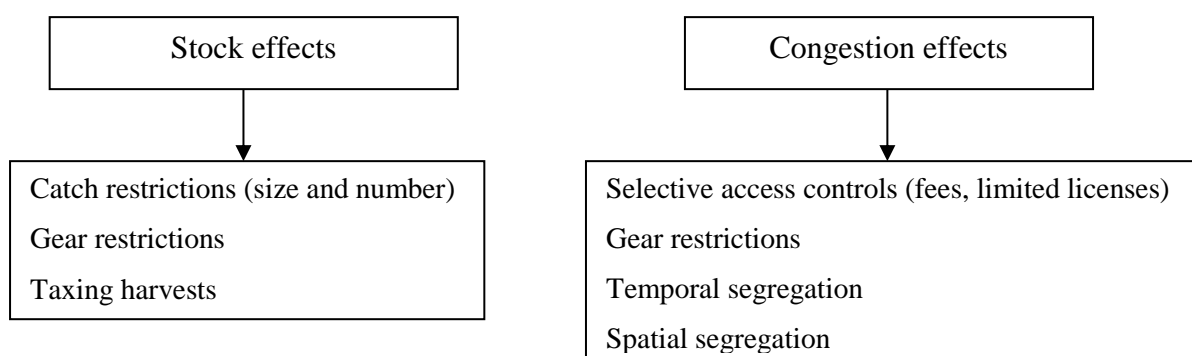 Stock effects
Catch restrictions (size and number)
Gear restrictions
Taxing harvests
Congestion effects
Selective access controls (fees, limited licenses)
Gear restrictions
Temporal segregation
Spatial segregation